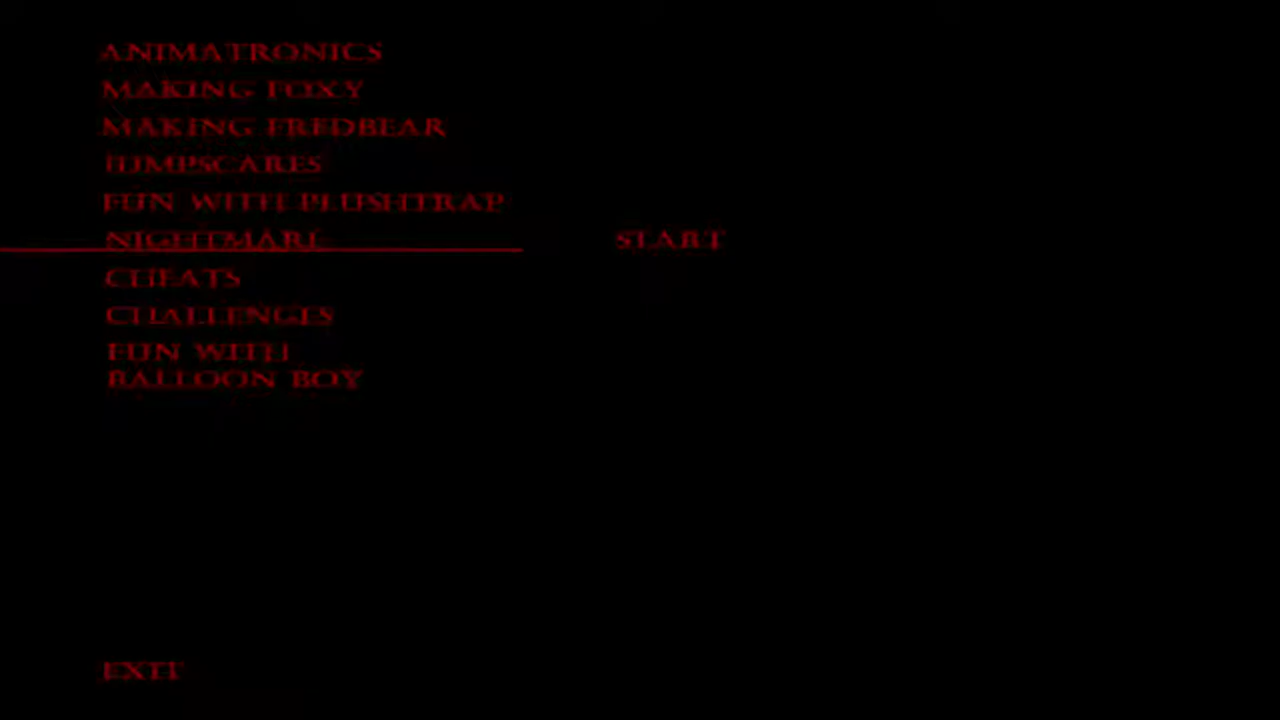 ANIMATRONICS
MAKING FOXY
MAKING FREDBEAR
JUMPSCARES
FUN WITH PLUSHTRAP
NIGHTMARE
START
CHEATS
CHALLENGES
FUN WITH
BALLOON BOY
EXIT